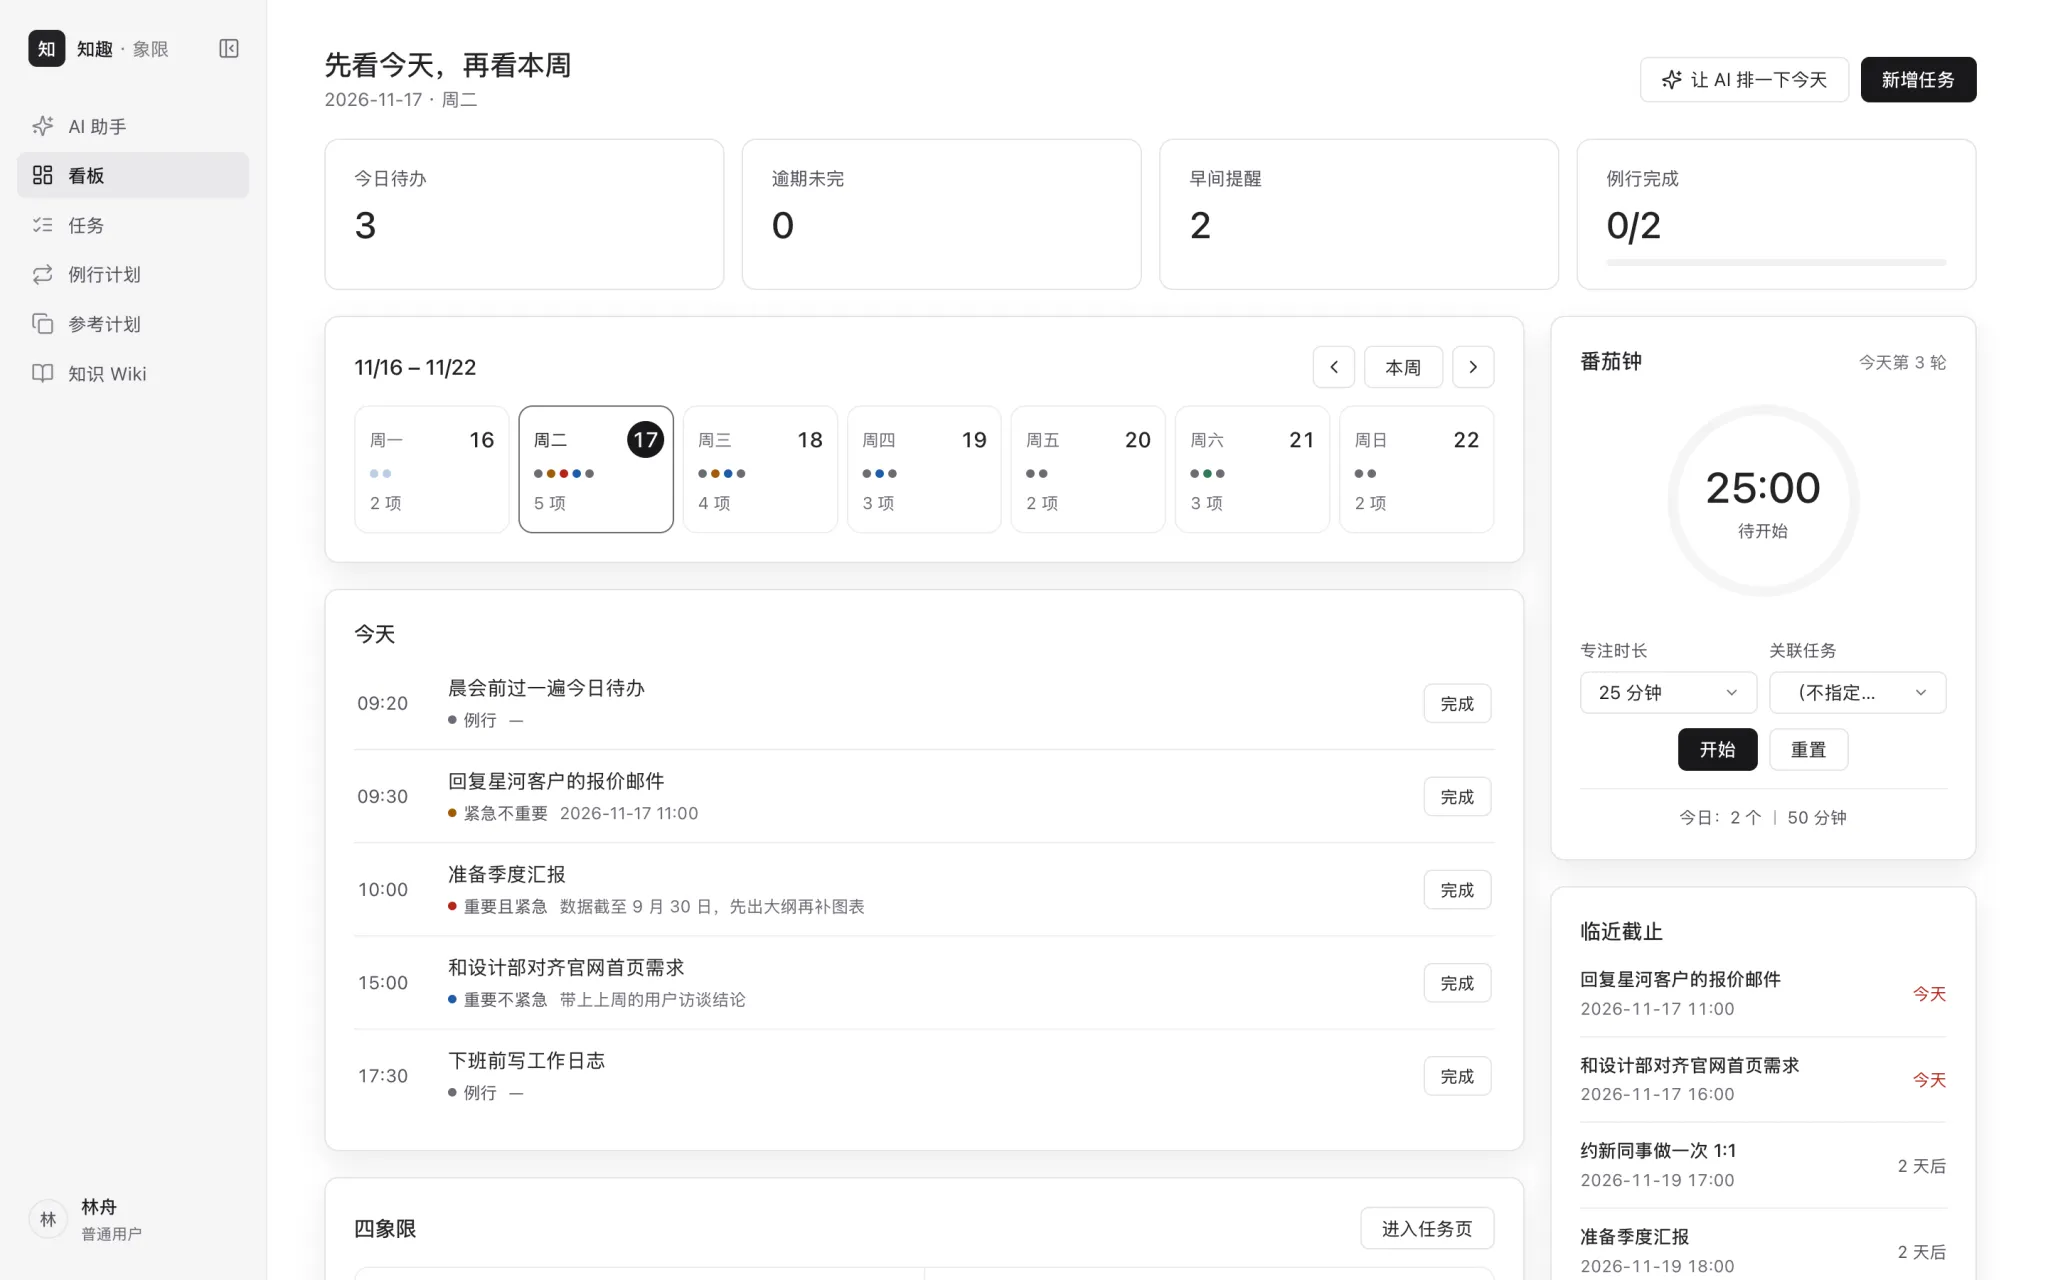 知 知趣 · 象限
AI 助手
看板
任务
例行计划
参考计划
知识 Wiki
林 林舟
普通用户
先看今天，再看本周
2026-11-17 · 周二
让 AI 排一下今天
新增任务
今日待办
3
逾期未完
0
早间提醒
2
例行完成
0/2
11/16 – 11/22
本周
周一 16
2 项
周二 17
5 项
周三 18
4 项
周四 19
3 项
周五 20
2 项
周六 21
3 项
周日 22
2 项
今天
09:20
晨会前过一遍今日待办
例行 —
完成
09:30
回复星河客户的报价邮件
紧急不重要 2026-11-17 11:00
完成
10:00
准备季度汇报
重要且紧急 数据截至 9 月 30 日，先出大纲再补图表
完成
15:00
和设计部对齐官网首页需求
重要不紧急 带上上周的用户访谈结论
完成
17:30
下班前写工作日志
例行 —
完成
四象限
进入任务页
番茄钟
今天第 3 轮
25:00
待开始
专注时长
25 分钟
关联任务
（不指定...
开始
重置
今日：2 个 | 50 分钟
临近截止
回复星河客户的报价邮件
2026-11-17 11:00
今天
和设计部对齐官网首页需求
2026-11-17 16:00
今天
约新同事做一次 1:1
2026-11-19 17:00
2 天后
准备季度汇报
2026-11-19 18:00
2 天后